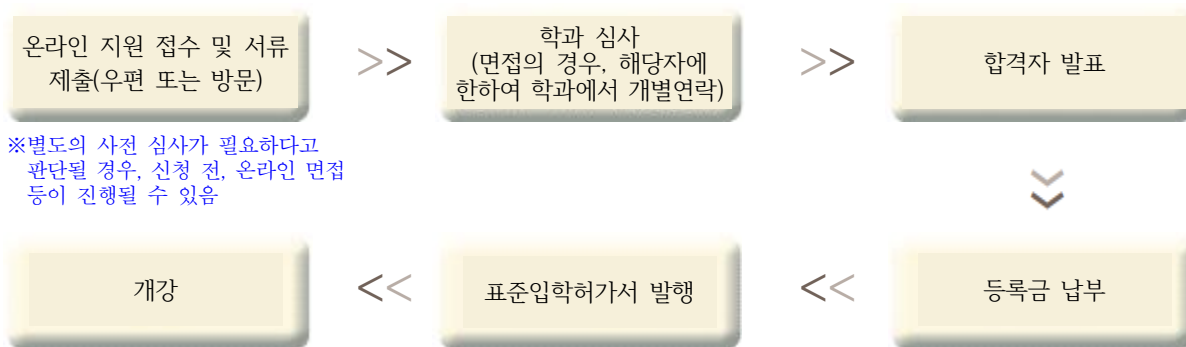 온라인 지원 접수 및 서류
제출(우편 또는 방문)
>>
학과 심사
(면접의 경우, 해당자에
한하여 학과에서 개별연락)
>>
합격자 발표
※별도의 사전 심사가 필요하다고
판단될 경우, 신청 전, 온라인 면접
등이 진행될 수 있음
등록금 납부
<<
표준입학허가서 발행
<<
개강